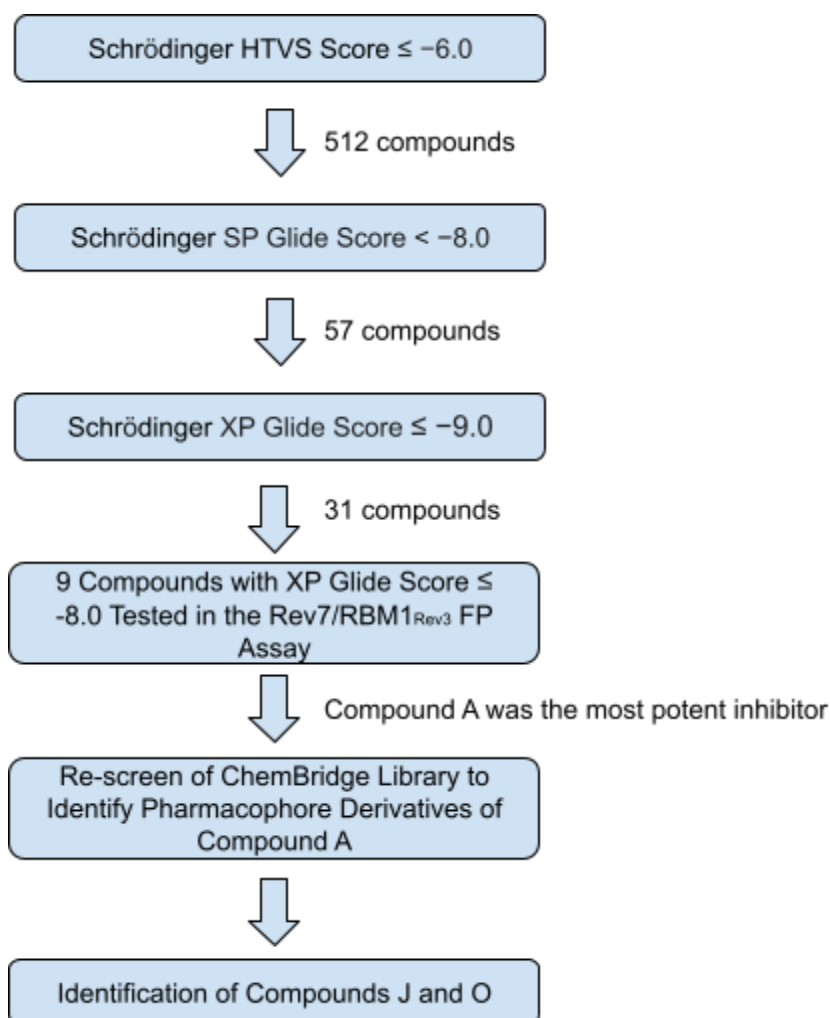 Schrödinger HTVS Score ≤ −6.0
512 compounds
Schrödinger SP Glide Score < −8.0
57 compounds
Schrödinger XP Glide Score ≤ −9.0
31 compounds
9 Compounds with XP Glide Score ≤
-8.0 Tested in the Rev7/RBM1Rev3 FP
Assay
Compound A was the most potent inhibitor
Re-screen of ChemBridge Library to
Identify Pharmacophore Derivatives of
Compound A
Identification of Compounds J and O